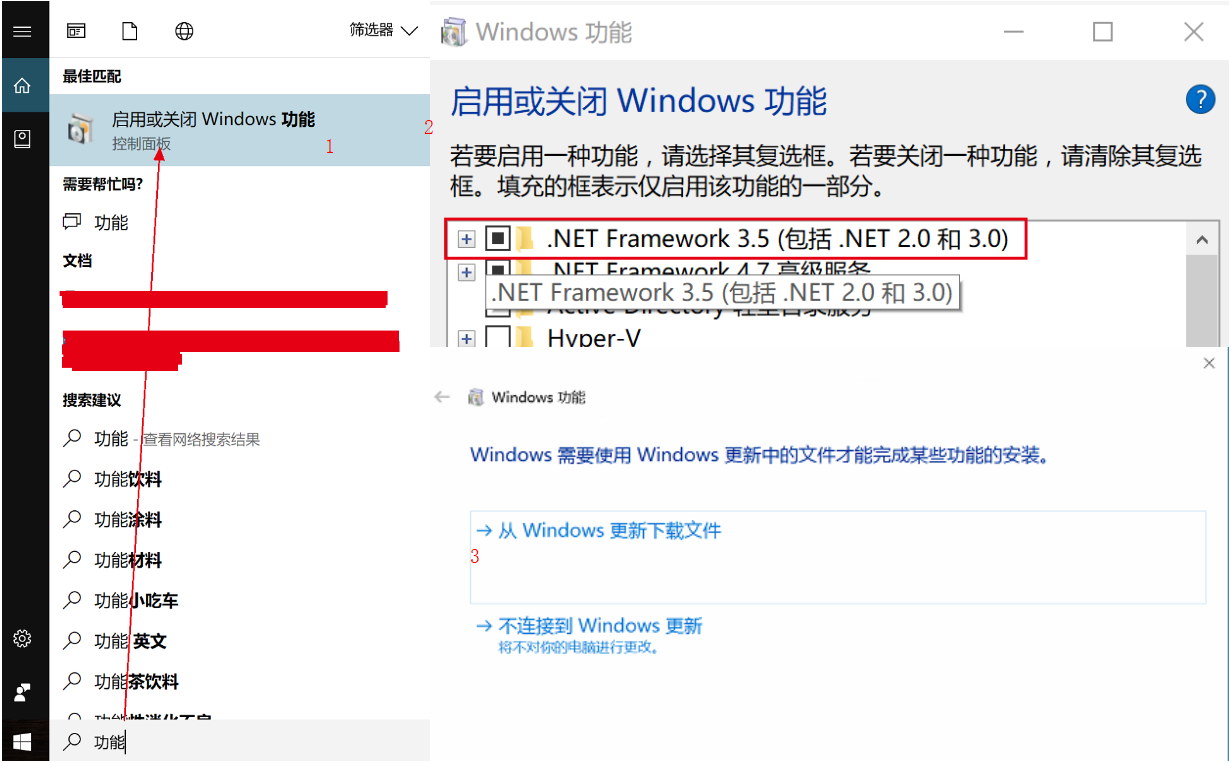 筛选器
最佳匹配
启用或关闭 Windows 功能
控制面板
1
需要帮忙吗?
功能
文档
搜索建议
功能 - 查看网络搜索结果
功能饮料
功能涂料
功能材料
功能小吃车
功能 英文
功能茶饮料
功能性消化不良
功能
2
Windows 功能
启用或关闭 Windows 功能
?
若要启用一种功能，请选择其复选框。若要关闭一种功能，请清除其复选
框。填充的框表示仅启用该功能的一部分。
.NET Framework 3.5 (包括 .NET 2.0 和 3.0)
.NET Framework 4.7 高级服务
.NET Framework 3.5 (包括 .NET 2.0 和 3.0)
Active Directory 轻型目录服务
Hyper-V
Windows 功能
Windows 需要使用 Windows 更新中的文件才能完成某些功能的安装。
从 Windows 更新下载文件
3
不连接到 Windows 更新
将不对你的电脑进行更改。